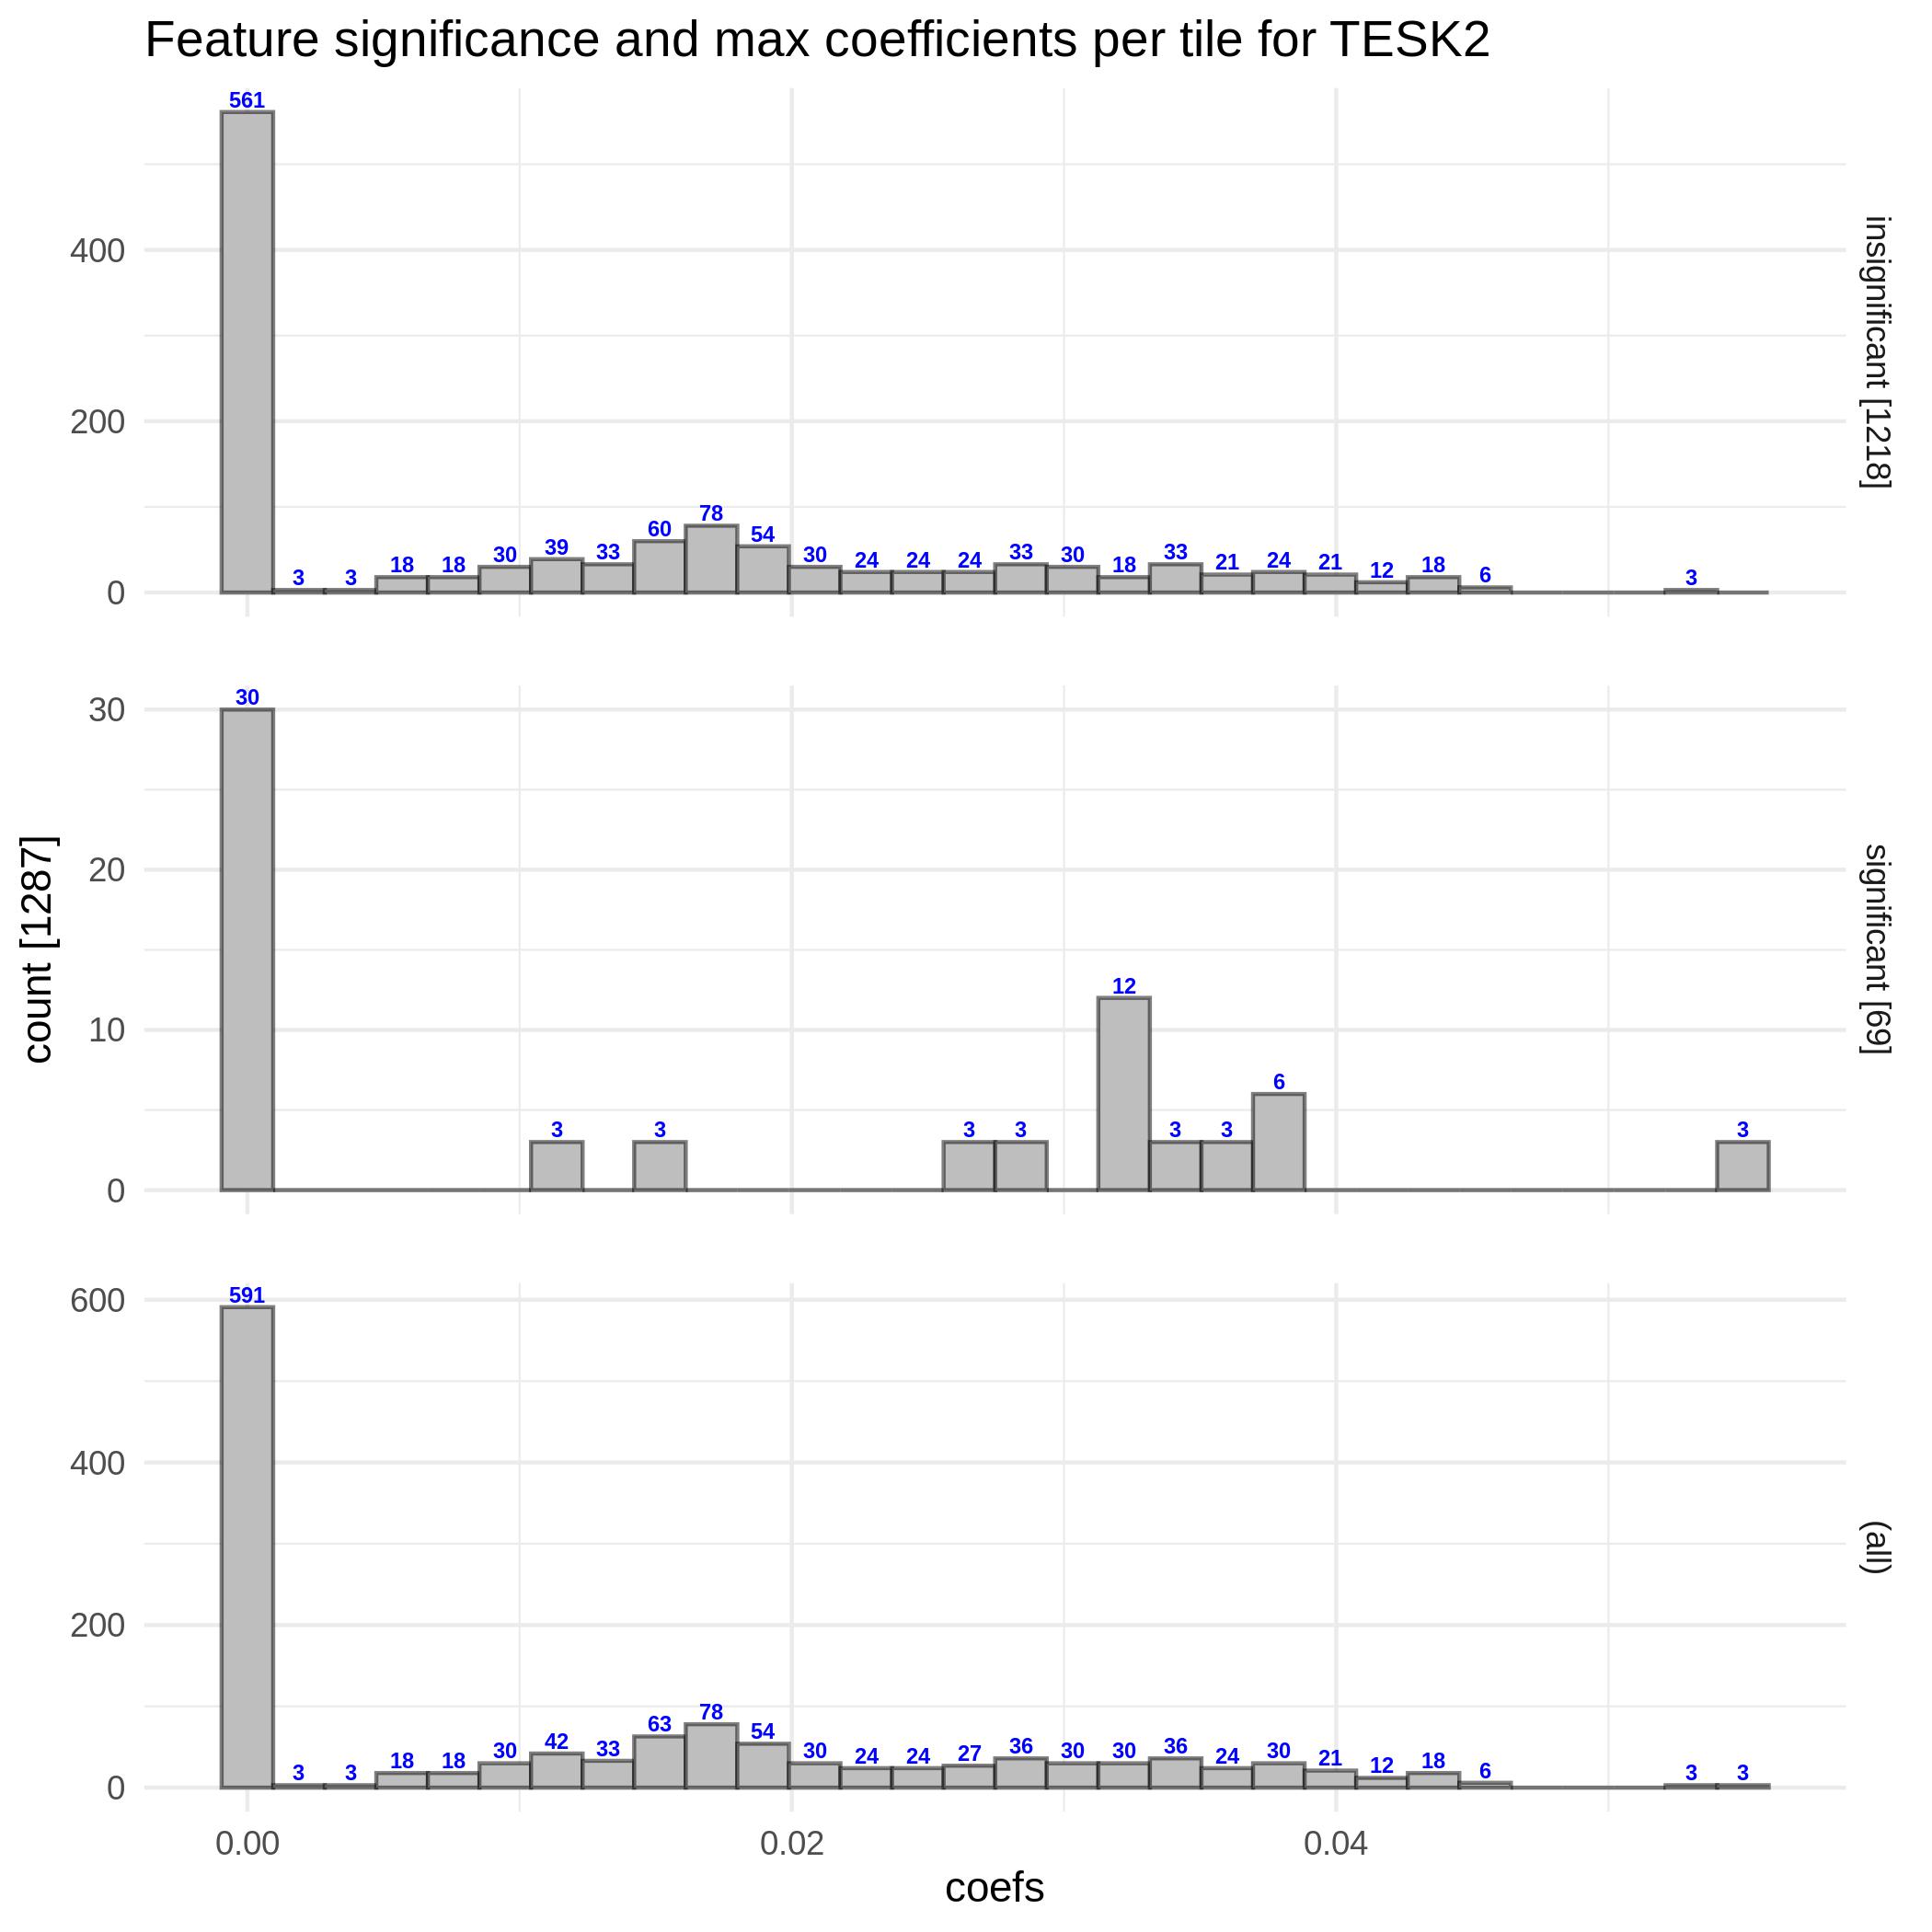 Feature significance and max coefficients per tile for TESK2
561
3 3 18 18 30 39 33 60 78 54 30 24 24 24 33 30 18 33 21 24 21 12 18 6 3
400
200
0
insignificant [1218]
30
3 3 3 3 12 3 3 6 3
30
20
10
0
significant [69]
count [1287]
591
3 3 18 18 30 42 33 63 78 54 30 24 24 27 36 30 30 36 24 30 21 12 18 6 3 3
600
400
200
0
(all)
0.00 0.02 0.04
coefs